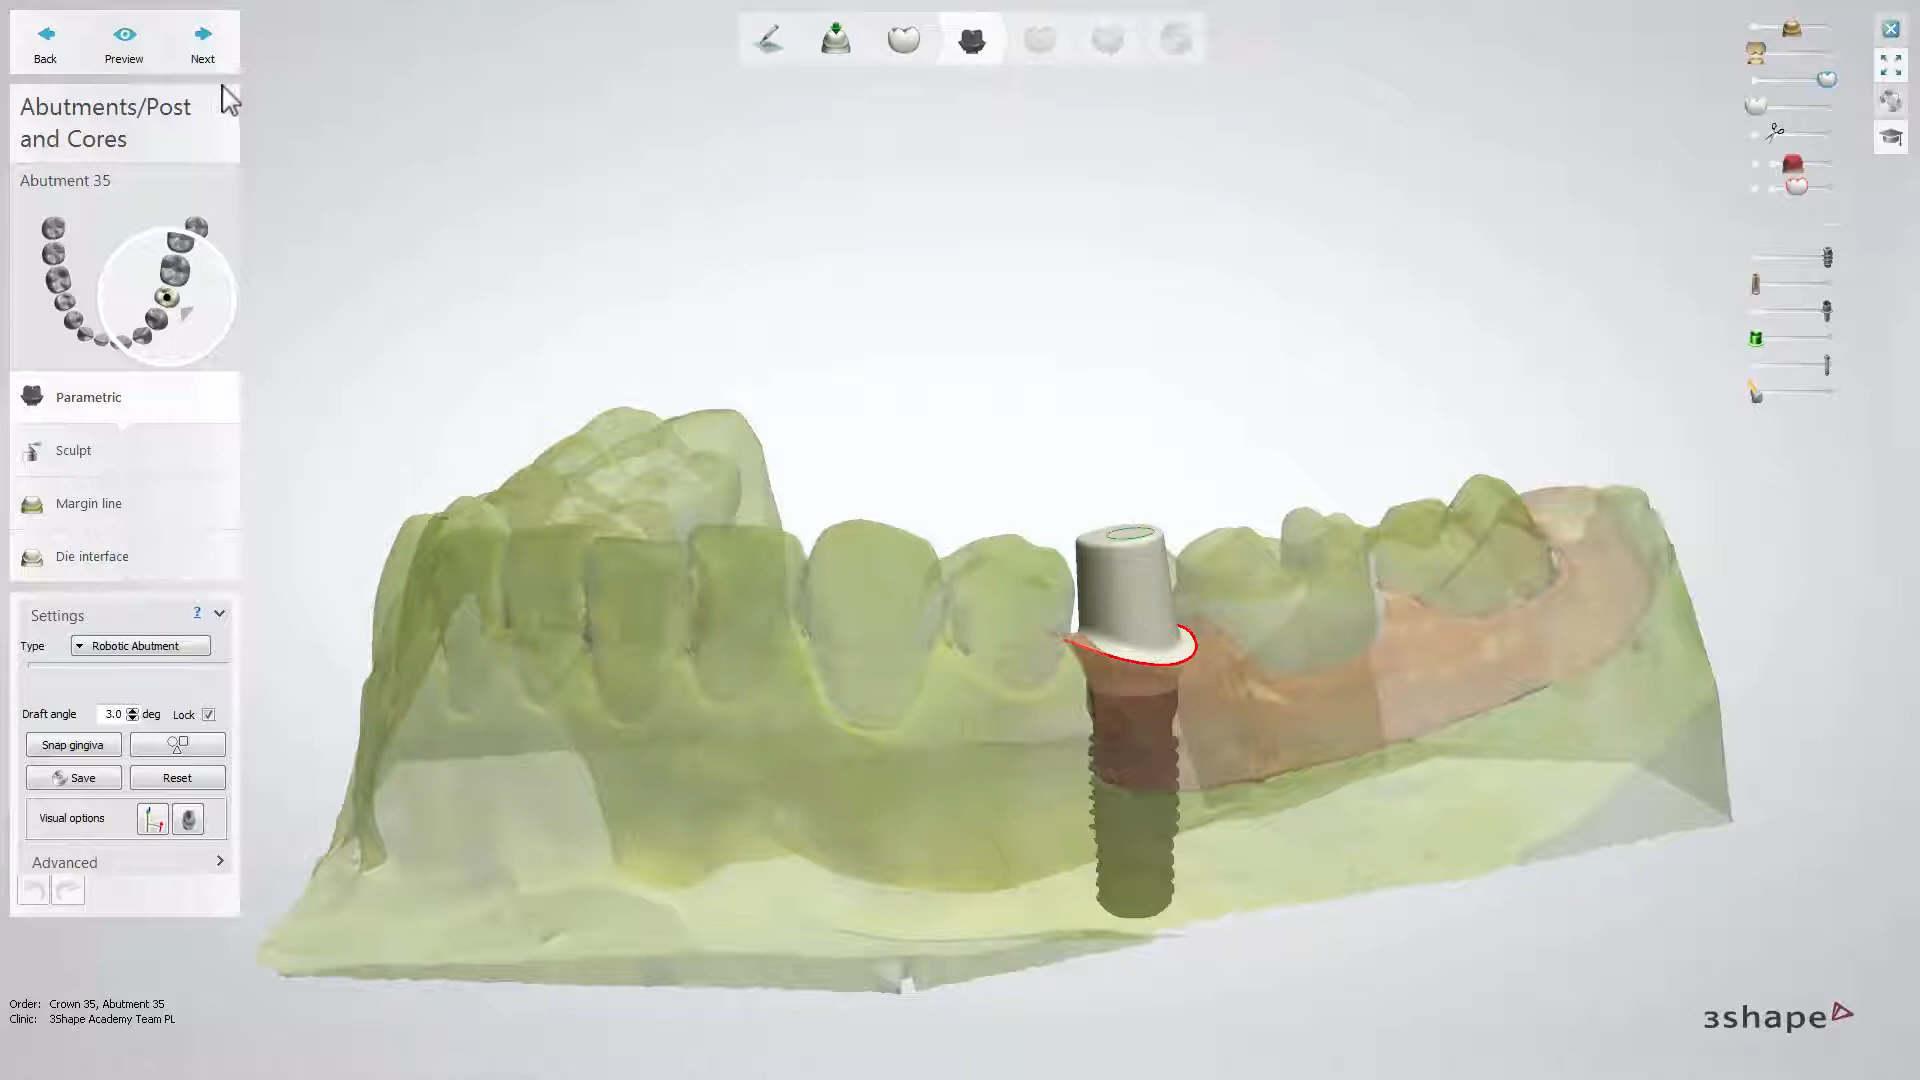 Back
Preview
Next
Abutments/Post
and Cores
Abutment 35
Parametric
Sculpt
Margin line
Die interface
Settings ?
Type Robotic Abutment
Draft angle 3.0 deg Lock
Snap gingiva
Save Reset
Visual options
Advanced
Order: Crown 35, Abutment 35
Clinic: 3Shape Academy Team PL
3shape